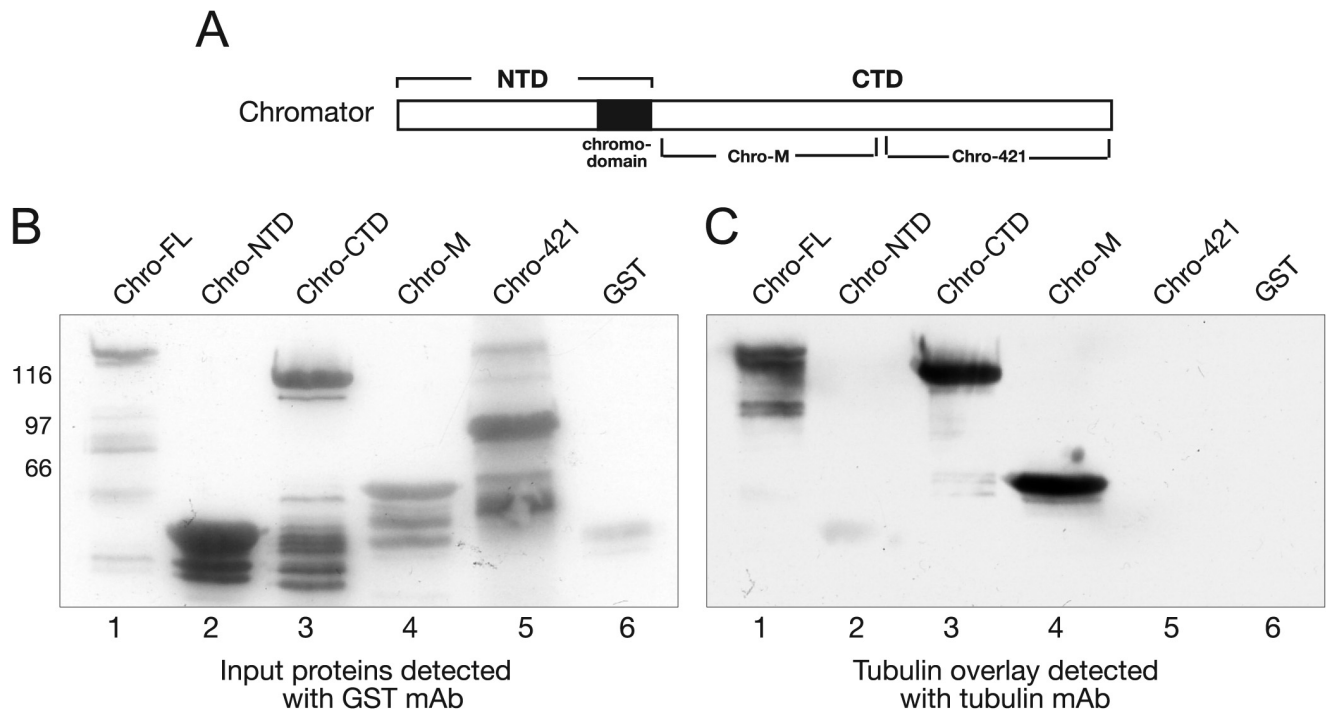 A
NTD CTD
Chromator
chromo-
domain
Chro-M
Chro-421
B
Chro-FL
Chro-NTD
Chro-CTD
Chro-M
Chro-421
GST
116
97
66
1 2 3 4 5 6
Input proteins detected
with GST mAb
C
Chro-FL
Chro-NTD
Chro-CTD
Chro-M
Chro-421
GST
1 2 3 4 5 6
Tubulin overlay detected
with tubulin mAb